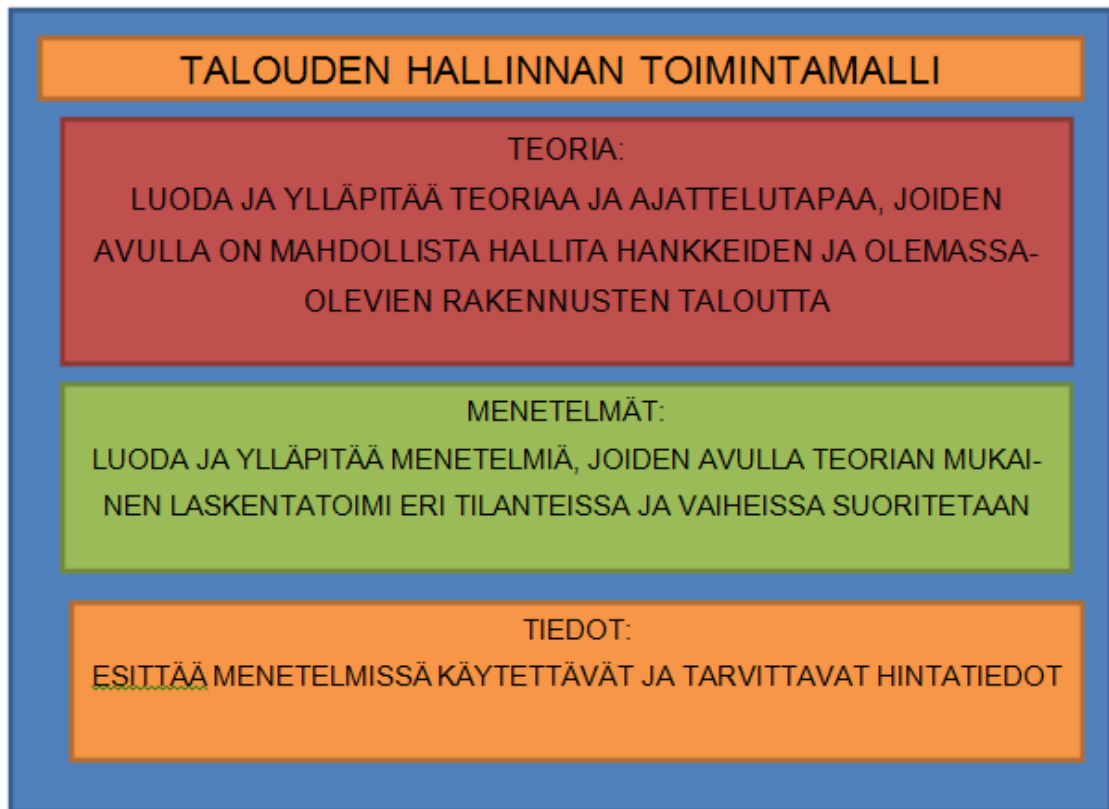 TALOUDEN HALLINNAN TOIMINTAMALLI
TEORIA:
LUODA JA YLLÄPITÄÄ TEORIAA JA AJATTELUTAPAA, JOIDEN
AVULLA ON MAHDOLLISTA HALLITA HANKKEIDEN JA OLEMASSA-
OLEVIEN RAKENNUSTEN TALOUTTA
MENETELMÄT:
LUODA JA YLLÄPITÄÄ MENETELMIÄ, JOIDEN AVULLA TEORIAN MUKAI-
NEN LASKENTATOIMI ERI TILANTEISSA JA VAIHEISSA SUORITETAAN
TIEDOT:
ESITTÄÄ MENETELMISSÄ KÄYTETTÄVÄT JA TARVITTAVAT HINTATIEDOT